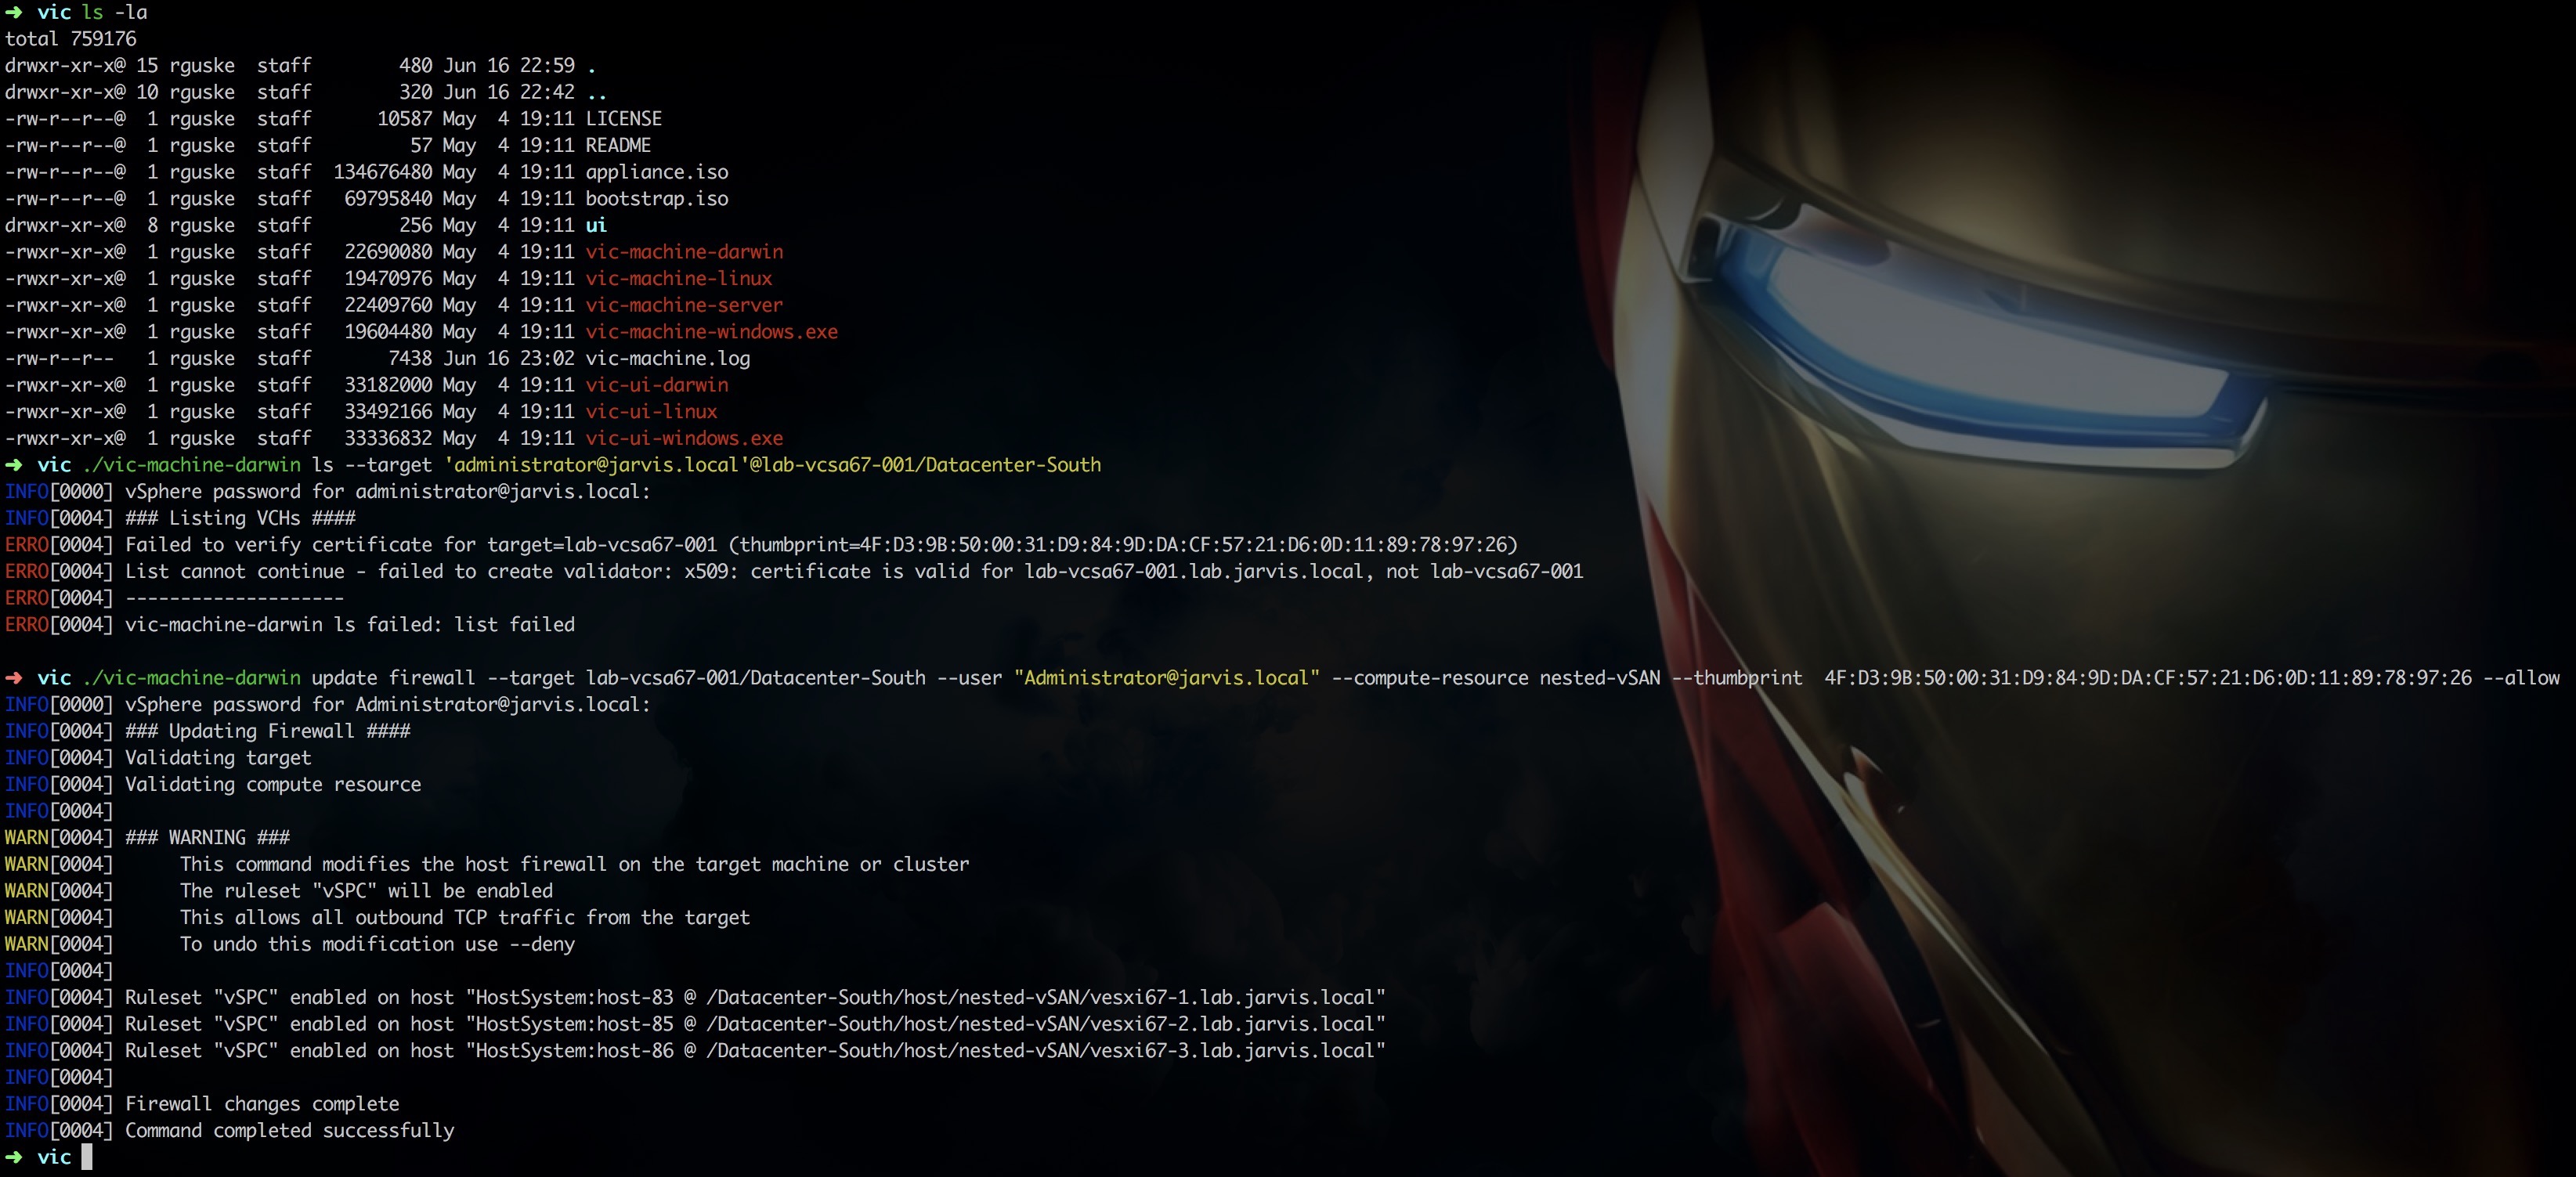 ➜ vic ls -la
total 759176
drwxr-xr-x@ 15 rguske  staff        480 Jun 16 22:59 .
drwxr-xr-x@ 10 rguske  staff        320 Jun 16 22:42 ..
-rw-r--r--@  1 rguske  staff      10587 May  4 19:11 LICENSE
-rw-r--r--@  1 rguske  staff         57 May  4 19:11 README
-rw-r--r--@  1 rguske  staff  134676480 May  4 19:11 appliance.iso
-rw-r--r--@  1 rguske  staff   69795840 May  4 19:11 bootstrap.iso
drwxr-xr-x@  8 rguske  staff        256 May  4 19:11 ui
-rwxr-xr-x@  1 rguske  staff   22690080 May  4 19:11 vic-machine-darwin
-rwxr-xr-x@  1 rguske  staff   19470976 May  4 19:11 vic-machine-linux
-rwxr-xr-x@  1 rguske  staff   22409760 May  4 19:11 vic-machine-server
-rwxr-xr-x@  1 rguske  staff   19604480 May  4 19:11 vic-machine-windows.exe
-rw-r--r--   1 rguske  staff       7438 Jun 16 23:02 vic-machine.log
-rwxr-xr-x@  1 rguske  staff   33182000 May  4 19:11 vic-ui-darwin
-rwxr-xr-x@  1 rguske  staff   33492166 May  4 19:11 vic-ui-linux
-rwxr-xr-x@  1 rguske  staff   33336832 May  4 19:11 vic-ui-windows.exe
➜ vic ./vic-machine-darwin ls --target 'administrator@jarvis.local'@lab-vcsa67-001/Datacenter-South
INFO[0000] vSphere password for administrator@jarvis.local:
INFO[0004] ### Listing VCHs ####
ERRO[0004] Failed to verify certificate for target=lab-vcsa67-001 (thumbprint=4F:D3:9B:50:00:31:D9:84:9D:DA:CF:57:21:D6:0D:11:89:78:97:26)
ERRO[0004] List cannot continue - failed to create validator: x509: certificate is valid for lab-vcsa67-001.lab.jarvis.local, not lab-vcsa67-001
ERRO[0004] --------------------
ERRO[0004] vic-machine-darwin ls failed: list failed
➜ vic ./vic-machine-darwin update firewall --target lab-vcsa67-001/Datacenter-South --user "Administrator@jarvis.local" --compute-resource nested-vSAN --thumbprint  4F:D3:9B:50:00:31:D9:84:9D:DA:CF:57:21:D6:0D:11:89:78:97:26 --allow
INFO[0000] vSphere password for Administrator@jarvis.local:
INFO[0004] ### Updating Firewall ####
INFO[0004] Validating target
INFO[0004] Validating compute resource
INFO[0004]
WARN[0004] ### WARNING ###
WARN[0004]      This command modifies the host firewall on the target machine or cluster
WARN[0004]      The ruleset "vSPC" will be enabled
WARN[0004]      This allows all outbound TCP traffic from the target
WARN[0004]      To undo this modification use --deny
INFO[0004]
INFO[0004] Ruleset "vSPC" enabled on host "HostSystem:host-83 @ /Datacenter-South/host/nested-vSAN/vesxi67-1.lab.jarvis.local"
INFO[0004] Ruleset "vSPC" enabled on host "HostSystem:host-85 @ /Datacenter-South/host/nested-vSAN/vesxi67-2.lab.jarvis.local"
INFO[0004] Ruleset "vSPC" enabled on host "HostSystem:host-86 @ /Datacenter-South/host/nested-vSAN/vesxi67-3.lab.jarvis.local"
INFO[0004]
INFO[0004] Firewall changes complete
INFO[0004] Command completed successfully
➜ vic